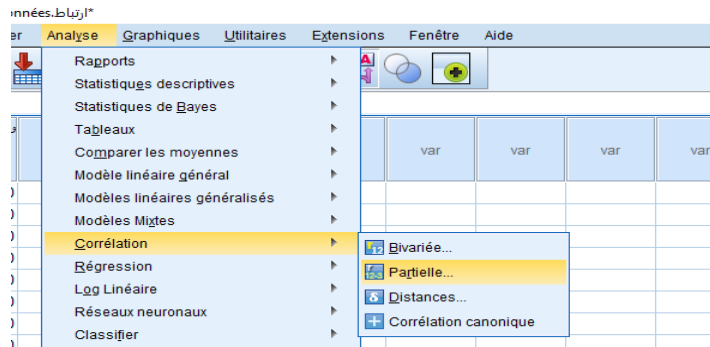 *ارتباط.onnées
er Analyse Graphiques Utilitaires Extensions Fenêtre Aide
Rapports
Statistiques descriptives
Statistiques de Bayes
Tableaux
Comparer les moyennes
var var var var
Modèle linéaire général
Modèles linéaires généralisés
Modèles Mixtes
Corrélation
Bivariée...
Régression
Partielle...
Log Linéaire
Distances...
Réseaux neuronaux
Corrélation canonique
Classifier